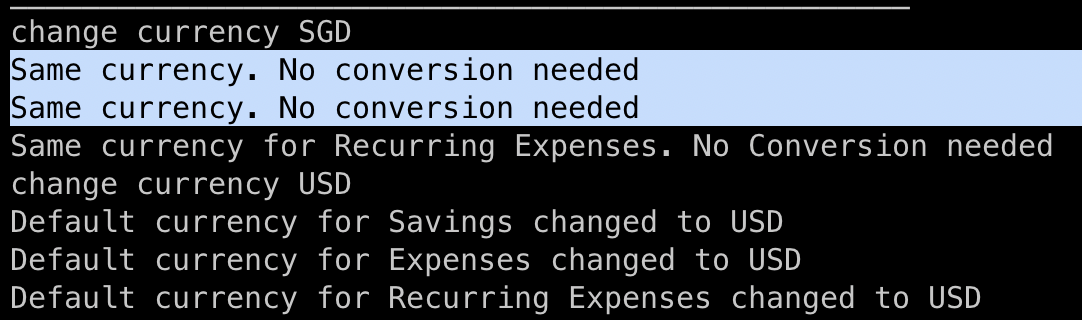 change currency SGD
Same currency. No conversion needed
Same currency. No conversion needed
Same currency for Recurring Expenses. No Conversion needed
change currency USD
Default currency for Savings changed to USD
Default currency for Expenses changed to USD
Default currency for Recurring Expenses changed to USD